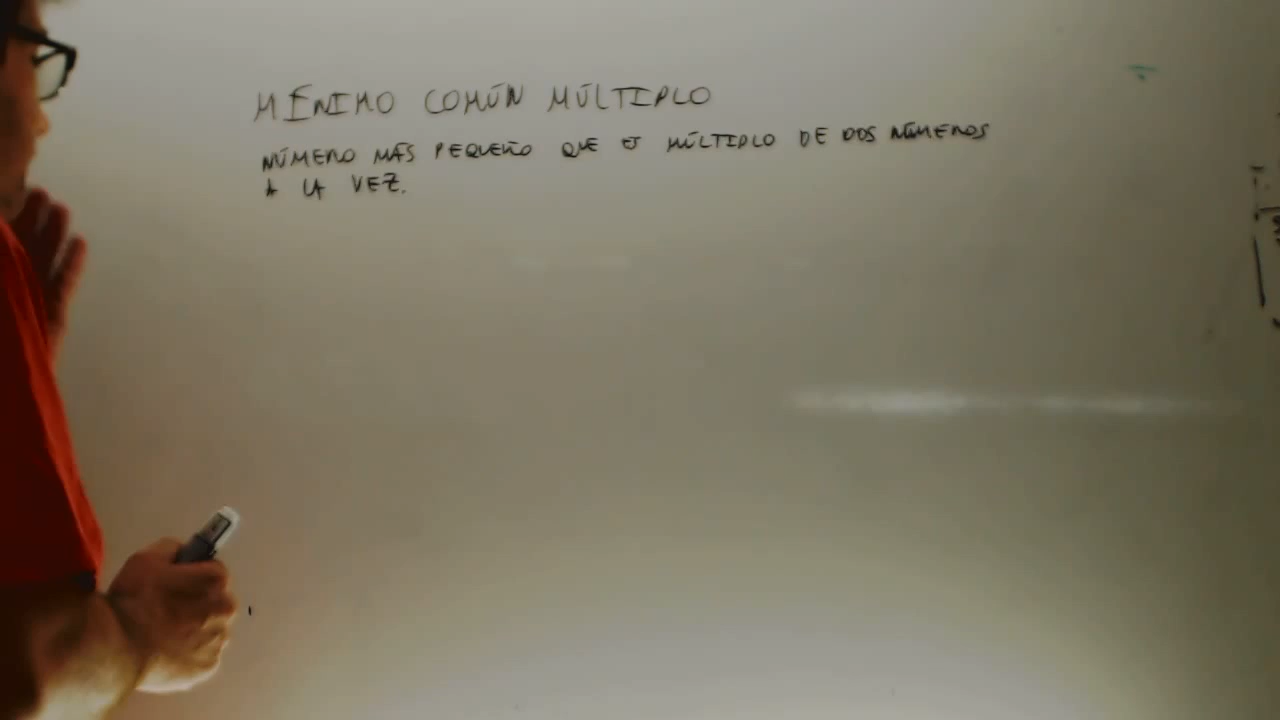 MÍNIMO COMÚN MÚLTIPLO
NÚMERO MÁS PEQUEÑO QUE ES MÚLTIPLO DE DOS NÚMEROS
A LA VEZ.